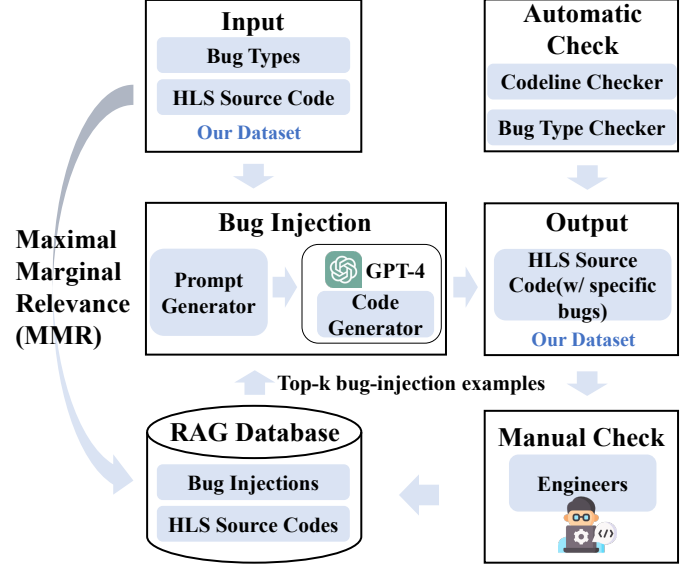 Input
Bug Types
HLS Source Code
Our Dataset
Automatic
Check
Codeline Checker
Bug Type Checker
Maximal
Marginal
Relevance
(MMR)
Bug Injection
Prompt
Generator
GPT-4
Code
Generator
Output
HLS Source
Code(w/ specific
bugs)
Our Dataset
Top-k bug-injection examples
RAG Database
Bug Injections
HLS Source Codes
Manual Check
Engineers
</>